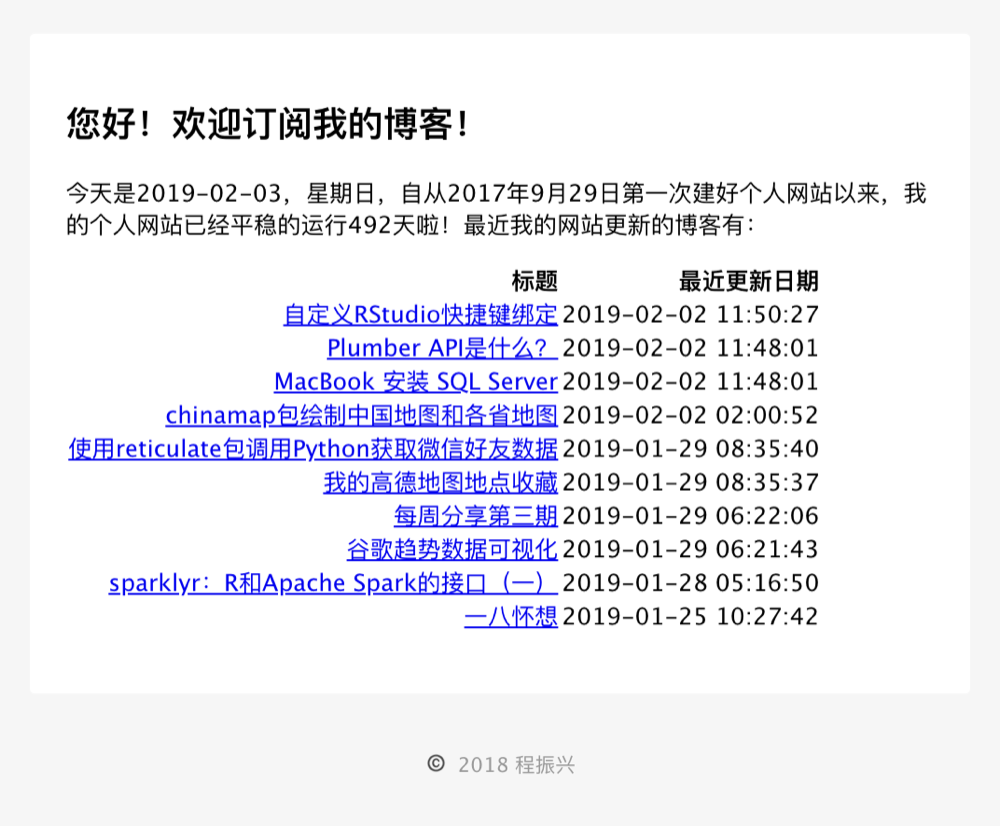 您好！欢迎订阅我的博客！
今天是2019-02-03，星期日，自从2017年9月29日第一次建好个人网站以来，我
的个人网站已经平稳的运行492天啦！最近我的网站更新的博客有：
标题 最近更新日期
自定义RStudio快捷键绑定 2019-02-02 11:50:27
Plumber API是什么？ 2019-02-02 11:48:01
MacBook 安装 SQL Server 2019-02-02 11:48:01
chinamap包绘制中国地图和各省地图 2019-02-02 02:00:52
使用reticulate包调用Python获取微信好友数据 2019-01-29 08:35:40
我的高德地图地点收藏 2019-01-29 08:35:37
每周分享第三期 2019-01-29 06:22:06
谷歌趋势数据可视化 2019-01-29 06:21:43
sparklyr：R和Apache Spark的接口（一） 2019-01-28 05:16:50
一八怀想 2019-01-25 10:27:42
© 2018 程振兴